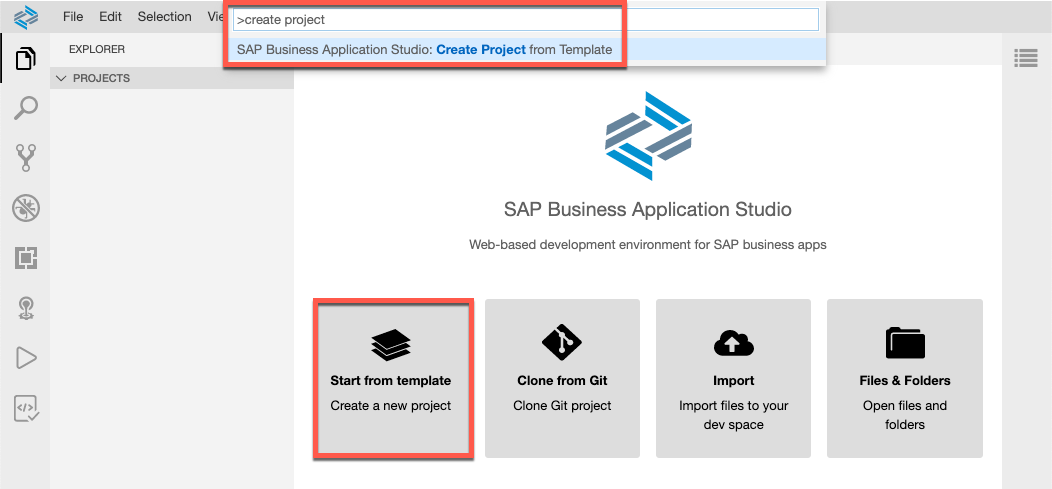 File Edit Selection Vie
>create project
SAP Business Application Studio: Create Project from Template
EXPLORER
PROJECTS
SAP Business Application Studio
Web-based development environment for SAP business apps
Start from template
Create a new project
Clone from Git
Clone Git project
Import
Import files to your
dev space
Files & Folders
Open files and
folders